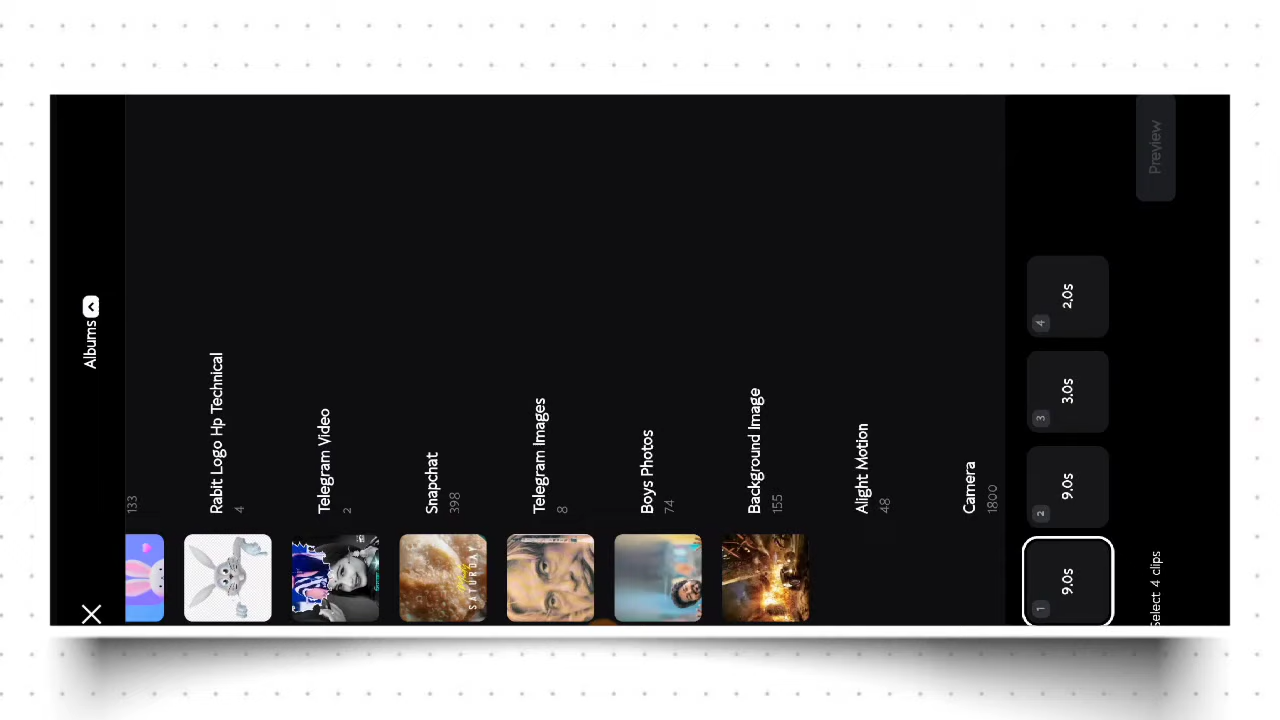 Albums
133
Rabit Logo Hp Technical
4
Telegram Video
2
Snapchat
398
Telegram Images
8
Boys Photos
74
Background Image
155
Alight Motion
48
Camera
1800
SATURDAY
1
9.0s
2
9.0s
3
3.0s
4
2.0s
Select 4 clips
Preview